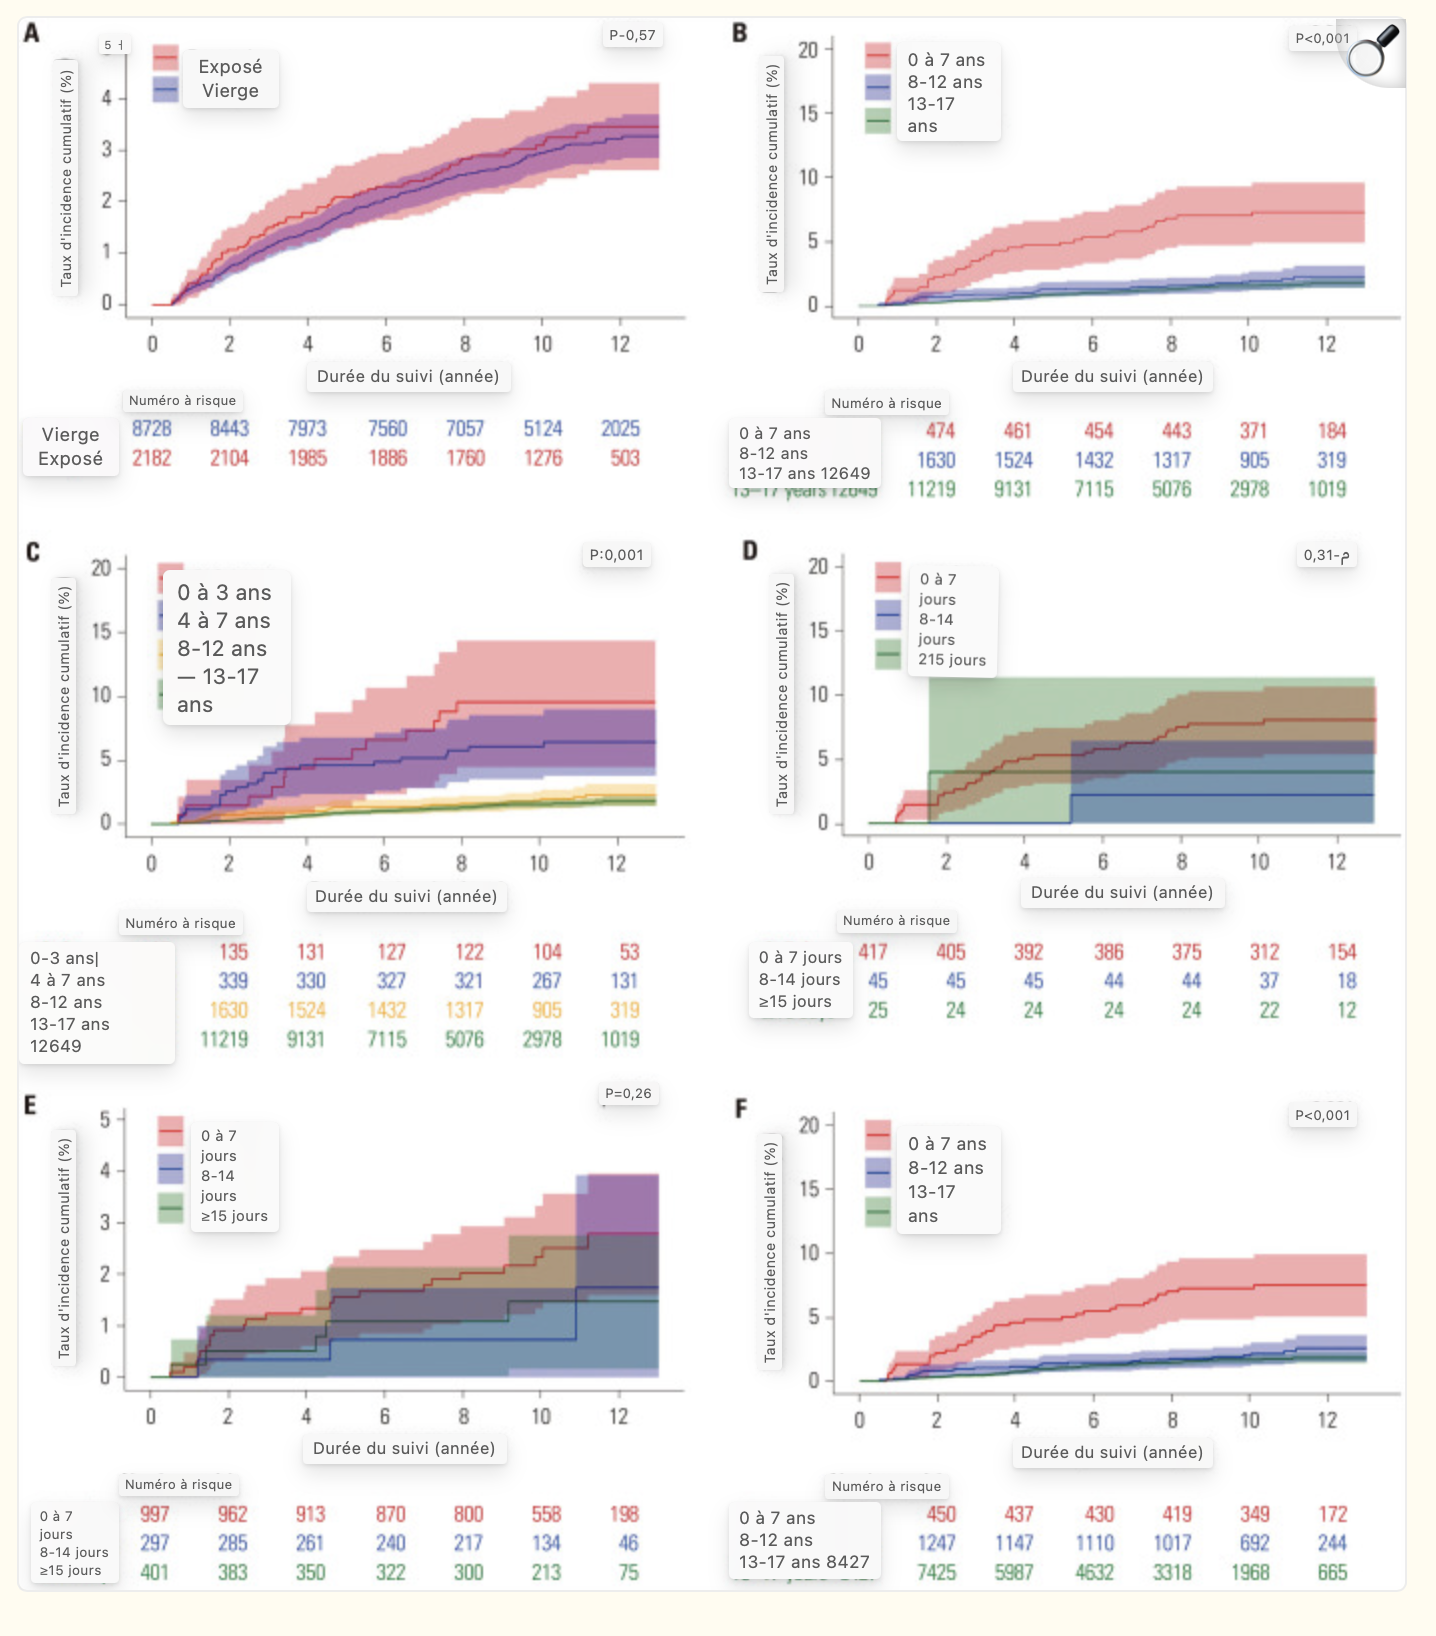 A
5
P-0,57
Exposé
Vierge
Taux d'incidence cumulatif (%)
4
3
2
1
0
0 2 4 6 8 10 12
Durée du suivi (année)
Numéro à risque
Vierge 8728 8443 7973 7560 7057 5124 2025
Exposé 2182 2104 1985 1886 1760 1276 503
B
P<0,001
0 à 7 ans
8-12 ans
13-17
ans
Taux d'incidence cumulatif (%)
20
15
10
5
0
0 2 4 6 8 10 12
Durée du suivi (année)
Numéro à risque
0 à 7 ans 474 461 454 443 371 184
8-12 ans 1630 1524 1432 1317 905 319
13-17 ans 12649 11219 9131 7115 5076 2978 1019
13–17 years 12649
C
P:0,001
0 à 3 ans
4 à 7 ans
8-12 ans
— 13-17
ans
Taux d'incidence cumulatif (%)
20
15
10
5
0
0 2 4 6 8 10 12
Durée du suivi (année)
Numéro à risque
0-3 ans| 135 131 127 122 104 53
4 à 7 ans 339 330 327 321 267 131
8-12 ans 1630 1524 1432 1317 905 319
13-17 ans 11219 9131 7115 5076 2978 1019
12649
D
0,31-م
0 à 7
jours
8-14
jours
215 jours
Taux d'incidence cumulatif (%)
20
15
10
5
0
0 2 4 6 8 10 12
Durée du suivi (année)
Numéro à risque
0 à 7 jours 417 405 392 386 375 312 154
8-14 jours 45 45 45 44 44 37 18
≥15 jours 25 24 24 24 24 22 12
E
P=0,26
0 à 7
jours
8-14
jours
≥15 jours
Taux d'incidence cumulatif (%)
5
4
3
2
1
0
0 2 4 6 8 10 12
Durée du suivi (année)
Numéro à risque
0 à 7
jours 997 962 913 870 800 558 198
8-14 jours 297 285 261 240 217 134 46
≥15 jours 401 383 350 322 300 213 75
F
P<0,001
0 à 7 ans
8-12 ans
13-17
ans
Taux d'incidence cumulatif (%)
20
15
10
5
0
0 2 4 6 8 10 12
Durée du suivi (année)
Numéro à risque
0 à 7 ans 450 437 430 419 349 172
8-12 ans 1247 1147 1110 1017 692 244
13-17 ans 8427 7425 5987 4632 3318 1968 665